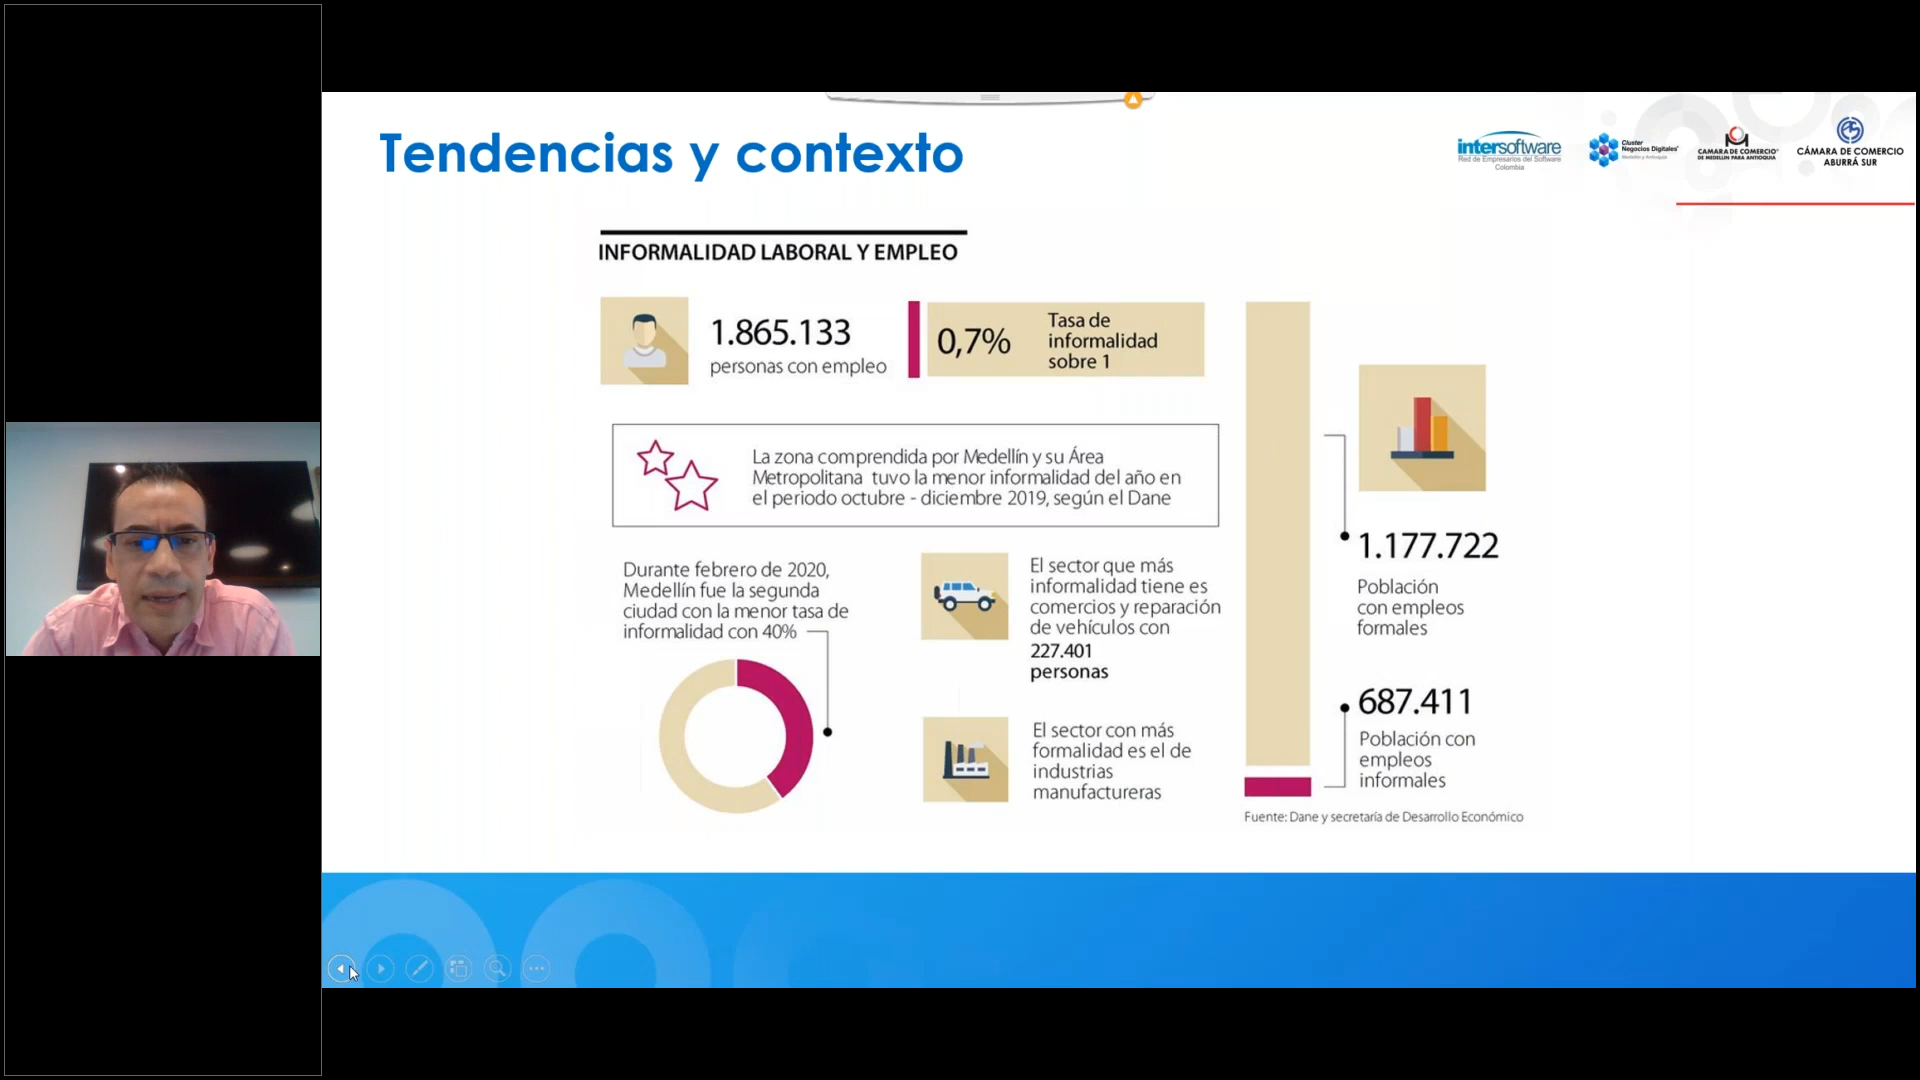 Tendencias y contexto
intersoftware
Red de Empresarios del Software
Colombia
Cluster
Negocios Digitales
Medellín y Antioquia
CAMARA DE COMERCIO
DE MEDELLIN PARA ANTIOQUIA
CÁMARA DE COMERCIO
ABURRÁ SUR
INFORMALIDAD LABORAL Y EMPLEO
1.865.133
personas con empleo
0,7%
Tasa de
informalidad
sobre 1
La zona comprendida por Medellín y su Área
Metropolitana tuvo la menor informalidad del año en
el periodo octubre - diciembre 2019, según el Dane
Durante febrero de 2020,
Medellín fue la segunda
ciudad con la menor tasa de
informalidad con 40%
El sector que más
informalidad tiene es
comercios y reparación
de vehículos con
227.401
personas
El sector con más
formalidad es el de
industrias
manufactureras
1.177.722
Población
con empleos
formales
687.411
Población con
empleos
informales
Fuente: Dane y secretaría de Desarrollo Económico